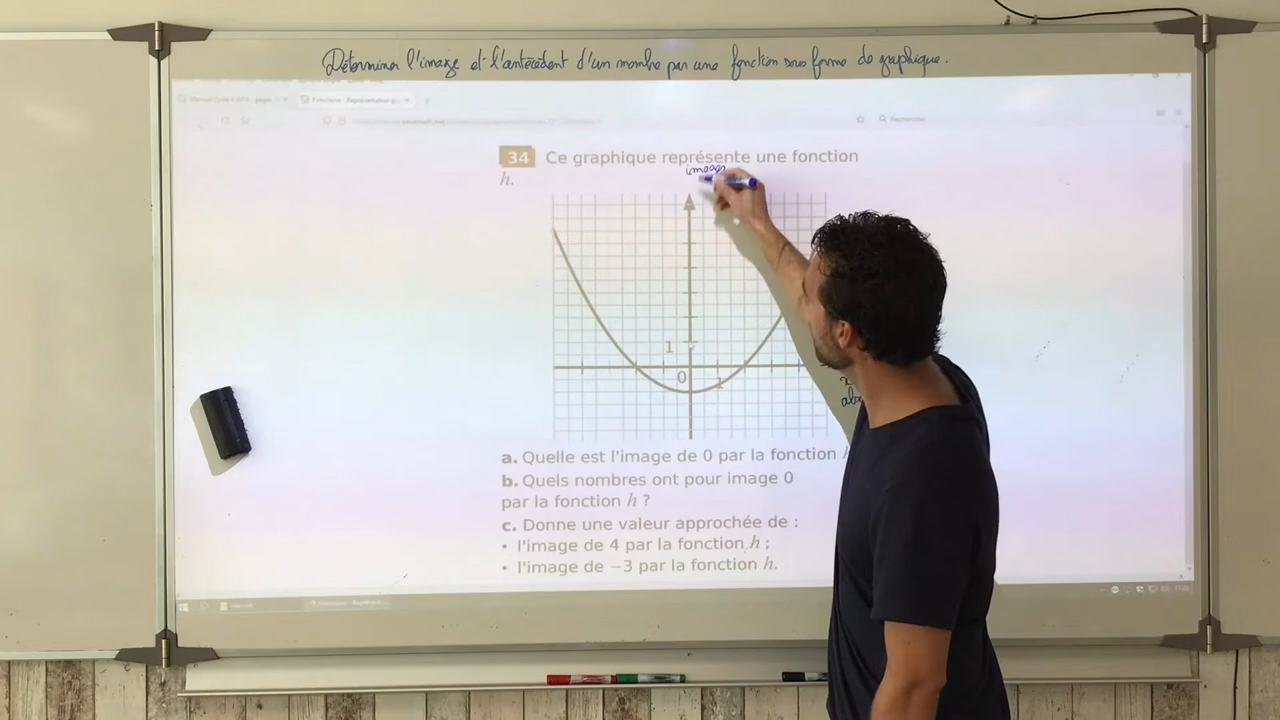 Déterminer l'image et l'antécédent d'un nombre par une fonction sous forme de graphique.
34 Ce graphique représente une fonction
h.
images
1
0 1
a. Quelle est l'image de 0 par la fonction h
b. Quels nombres ont pour image 0
par la fonction h ?
c. Donne une valeur approchée de :
• l'image de 4 par la fonction h ;
• l'image de −3 par la fonction h.